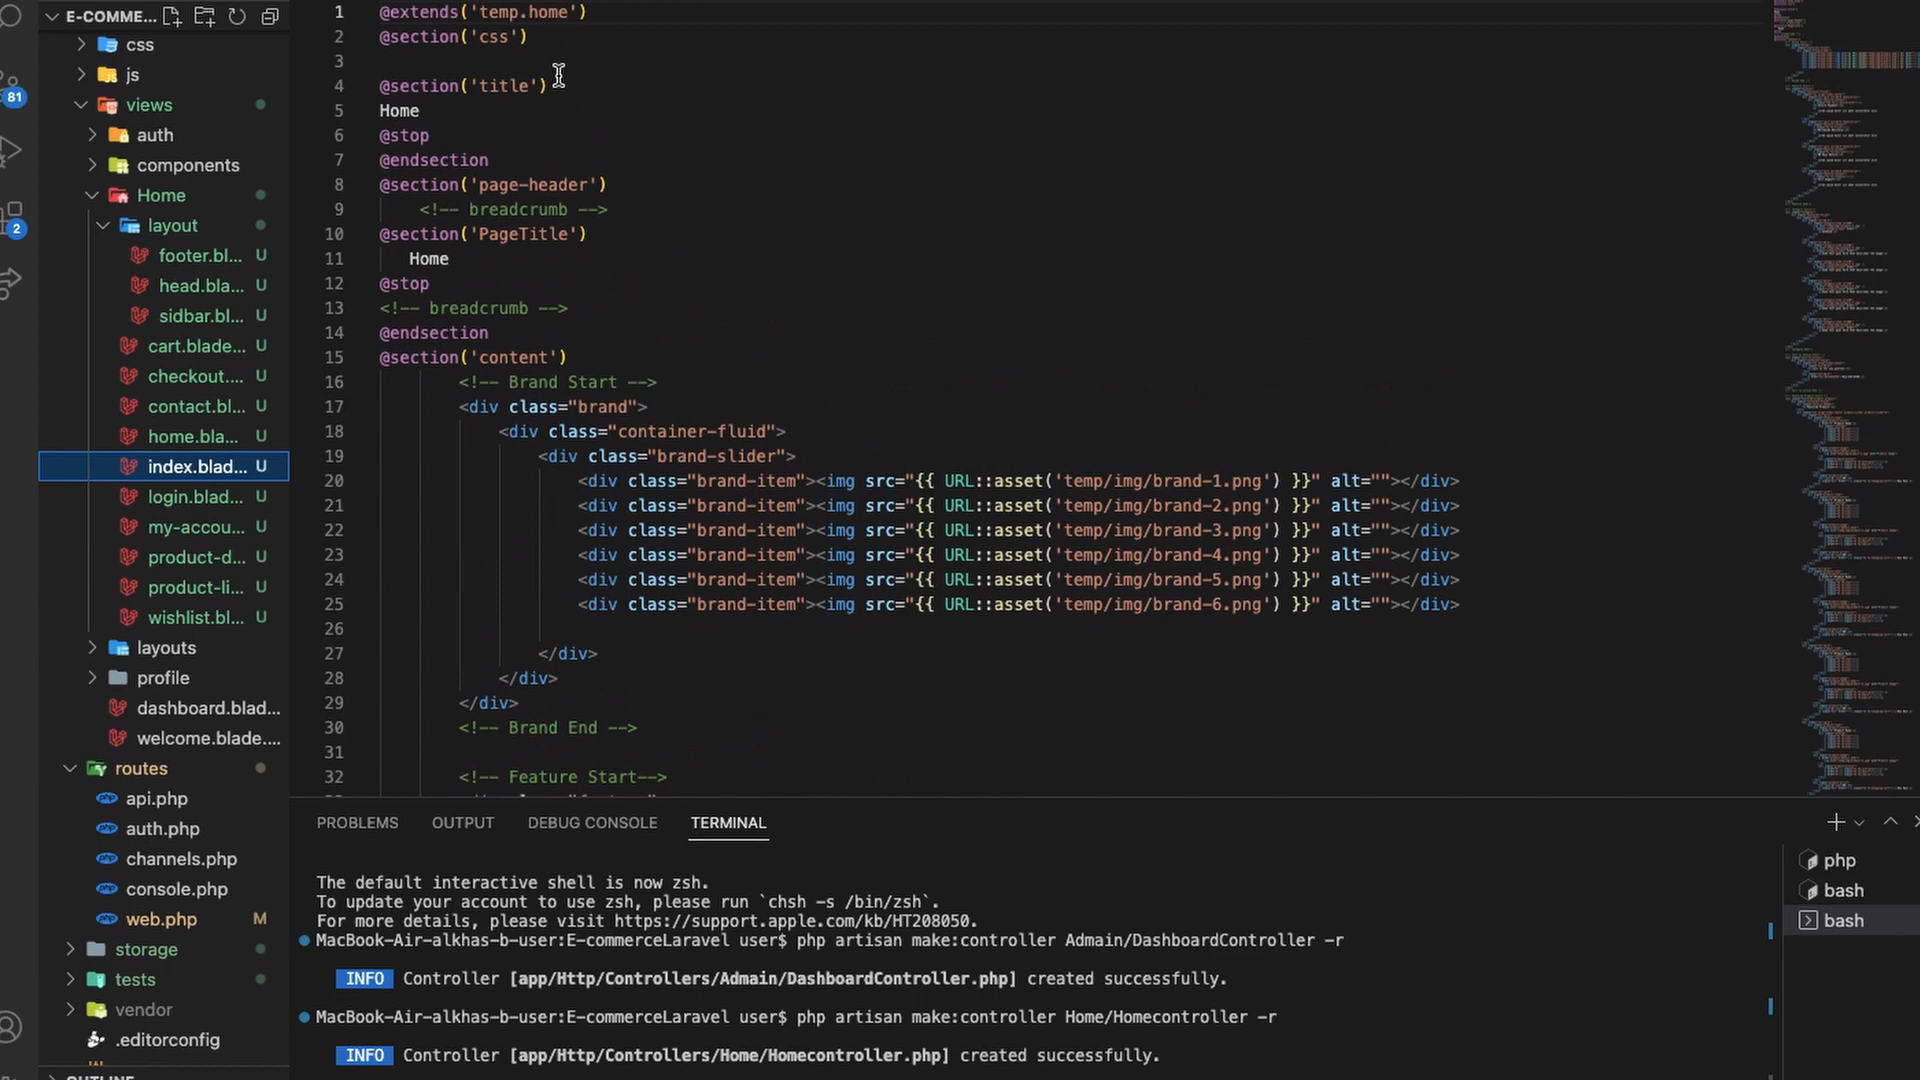 E-COMME...
css
js
81
views
auth
components
Home
2
layout
footer.bl... U
head.bla... U
sidbar.bl... U
cart.blade... U
checkout.... U
contact.bl... U
home.bla... U
index.blad... U
login.blad... U
my-accou... U
product-d... U
product-li... U
wishlist.bl... U
layouts
profile
dashboard.blad...
welcome.blade....
routes
api.php
auth.php
channels.php
console.php
web.php M
storage
tests
vendor
.editorconfig
OUTLINE
1 @extends('temp.home')
2 @section('css')
3
4 @section('title')
5 Home
6 @stop
7 @endsection
8 @section('page-header')
9 <!-- breadcrumb -->
10 @section('PageTitle')
11 Home
12 @stop
13 <!-- breadcrumb -->
14 @endsection
15 @section('content')
16 <!-- Brand Start -->
17 <div class="brand">
18 <div class="container-fluid">
19 <div class="brand-slider">
20 <div class="brand-item"><img src="{{ URL::asset('temp/img/brand-1.png') }}" alt=""></div>
21 <div class="brand-item"><img src="{{ URL::asset('temp/img/brand-2.png') }}" alt=""></div>
22 <div class="brand-item"><img src="{{ URL::asset('temp/img/brand-3.png') }}" alt=""></div>
23 <div class="brand-item"><img src="{{ URL::asset('temp/img/brand-4.png') }}" alt=""></div>
24 <div class="brand-item"><img src="{{ URL::asset('temp/img/brand-5.png') }}" alt=""></div>
25 <div class="brand-item"><img src="{{ URL::asset('temp/img/brand-6.png') }}" alt=""></div>
26
27 </div>
28 </div>
29 </div>
30 <!-- Brand End -->
31
32 <!-- Feature Start-->
PROBLEMS OUTPUT DEBUG CONSOLE TERMINAL
The default interactive shell is now zsh.
To update your account to use zsh, please run `chsh -s /bin/zsh`.
For more details, please visit https://support.apple.com/kb/HT208050.
MacBook-Air-alkhas-b-user:E-commerceLaravel user$ php artisan make:controller Admain/DashboardController -r
INFO Controller [app/Http/Controllers/Admain/DashboardController.php] created successfully.
MacBook-Air-alkhas-b-user:E-commerceLaravel user$ php artisan make:controller Home/Homecontroller -r
INFO Controller [app/Http/Controllers/Home/Homecontroller.php] created successfully.
php
bash
bash